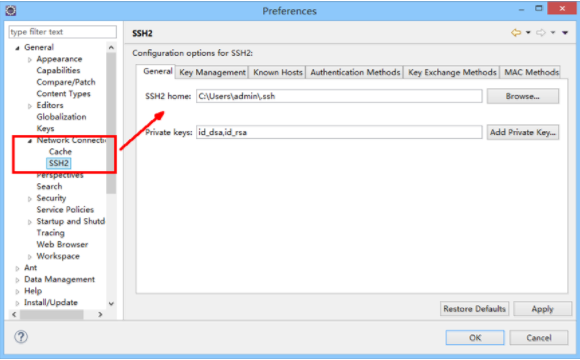 Preferences
type filter text
General
Appearance
Capabilities
Compare/Patch
Content Types
Editors
Globalization
Keys
Network Connecti
Cache
SSH2
Perspectives
Search
Security
Service Policies
Startup and Shutd
Tracing
Web Browser
Workspace
Ant
Data Management
Help
Install/Update
SSH2
Configuration options for SSH2:
General Key Management Known Hosts Authentication Methods Key Exchange Methods MAC Methods
SSH2 home: C:\Users\admin\.ssh Browse...
Private keys: id_dsa,id_rsa Add Private Key...
Restore Defaults Apply
OK Cancel